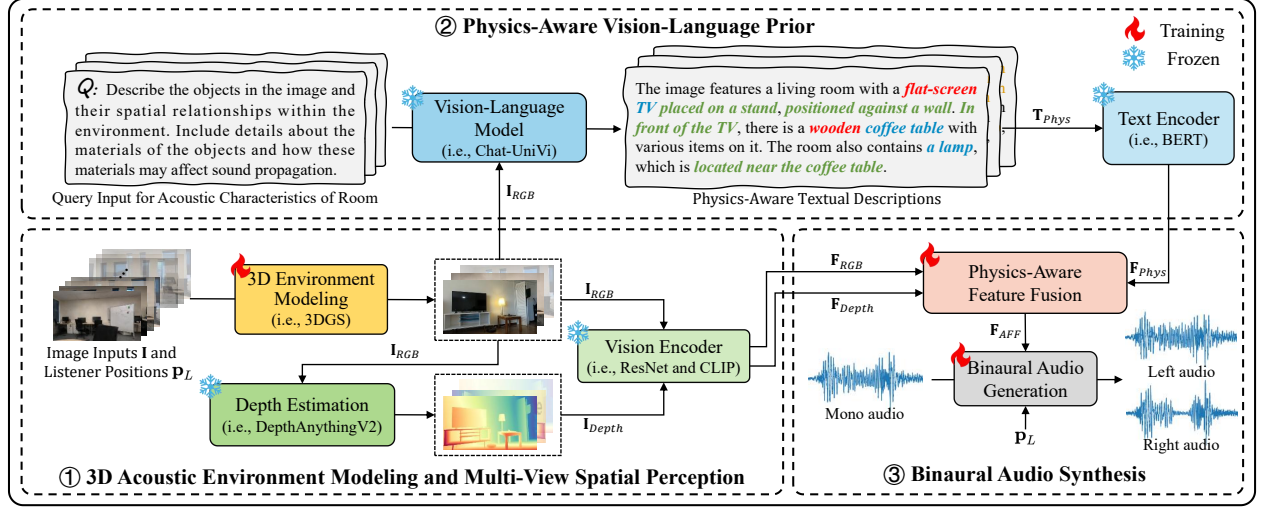 ② Physics-Aware Vision-Language Prior
Training
Frozen
Q: Describe the objects in the image and
their spatial relationships within the
environment. Include details about the
materials of the objects and how these
materials may affect sound propagation.
Query Input for Acoustic Characteristics of Room
Vision-Language
Model
(i.e., Chat-UniVi)
I_RGB
The image features a living room with a flat-screen
TV placed on a stand, positioned against a wall. In
front of the TV, there is a wooden coffee table with
various items on it. The room also contains a lamp,
which is located near the coffee table.
Physics-Aware Textual Descriptions
T_Phys
Text Encoder
(i.e., BERT)
Image Inputs I and
Listener Positions p_L
3D Environment
Modeling
(i.e., 3DGS)
I_RGB
I_RGB
Depth Estimation
(i.e., DepthAnythingV2)
I_Depth
Vision Encoder
(i.e., ResNet and CLIP)
① 3D Acoustic Environment Modeling and Multi-View Spatial Perception
F_RGB
F_Depth
Physics-Aware
Feature Fusion
F_Phys
F_AFF
Mono audio
Binaural Audio
Generation
p_L
Left audio
Right audio
③ Binaural Audio Synthesis